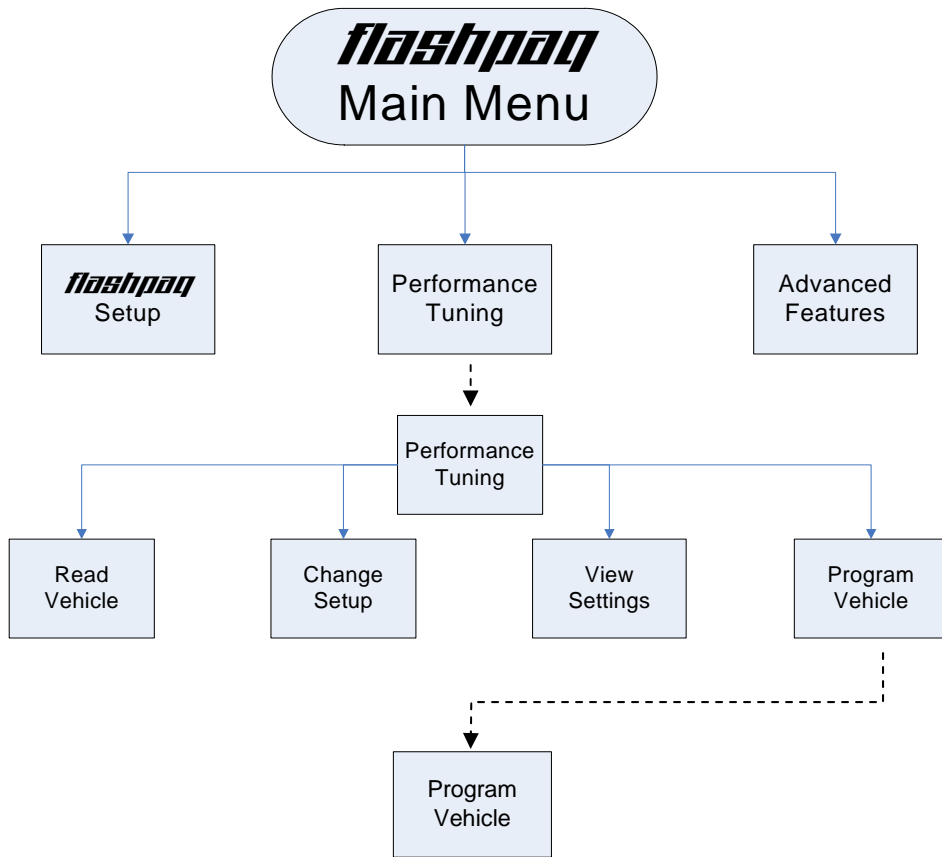 flashpaq
Main Menu
flashpaq
Setup
Performance
Tuning
Advanced
Features
Performance
Tuning
Read
Vehicle
Change
Setup
View
Settings
Program
Vehicle
Program
Vehicle